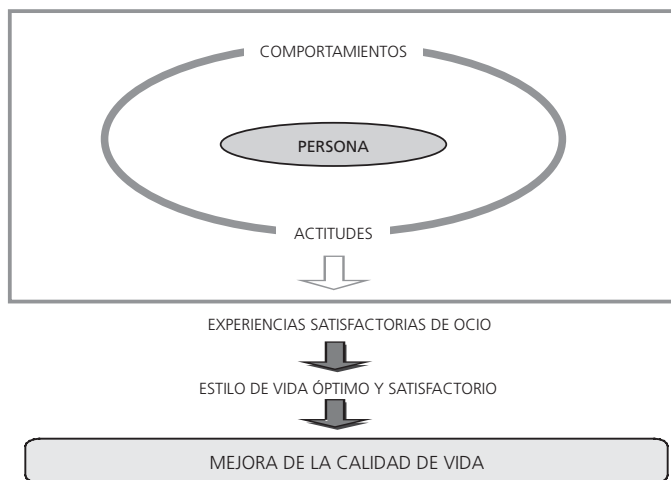 COMPORTAMIENTOS
PERSONA
ACTITUDES
EXPERIENCIAS SATISFACTORIAS DE OCIO
ESTILO DE VIDA ÓPTIMO Y SATISFACTORIO
MEJORA DE LA CALIDAD DE VIDA